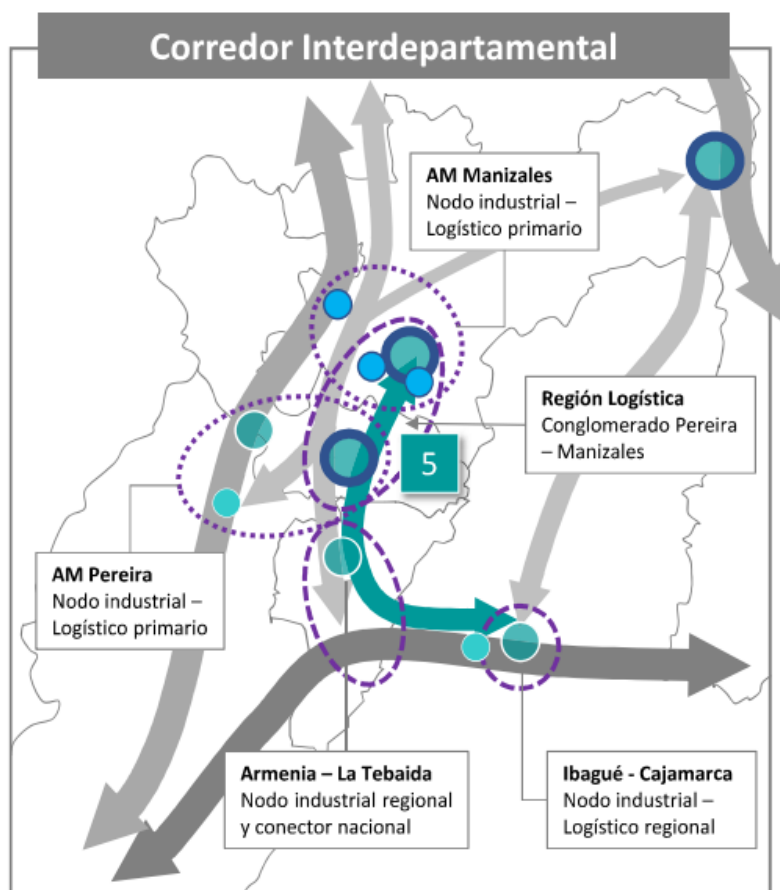 Corredor Interdepartamental
AM Manizales
Nodo industrial –
Logístico primario
Región Logística
Conglomerado Pereira
– Manizales
5
AM Pereira
Nodo industrial –
Logístico primario
Armenia – La Tebaida
Nodo industrial regional
y conector nacional
Ibagué - Cajamarca
Nodo industrial –
Logístico regional